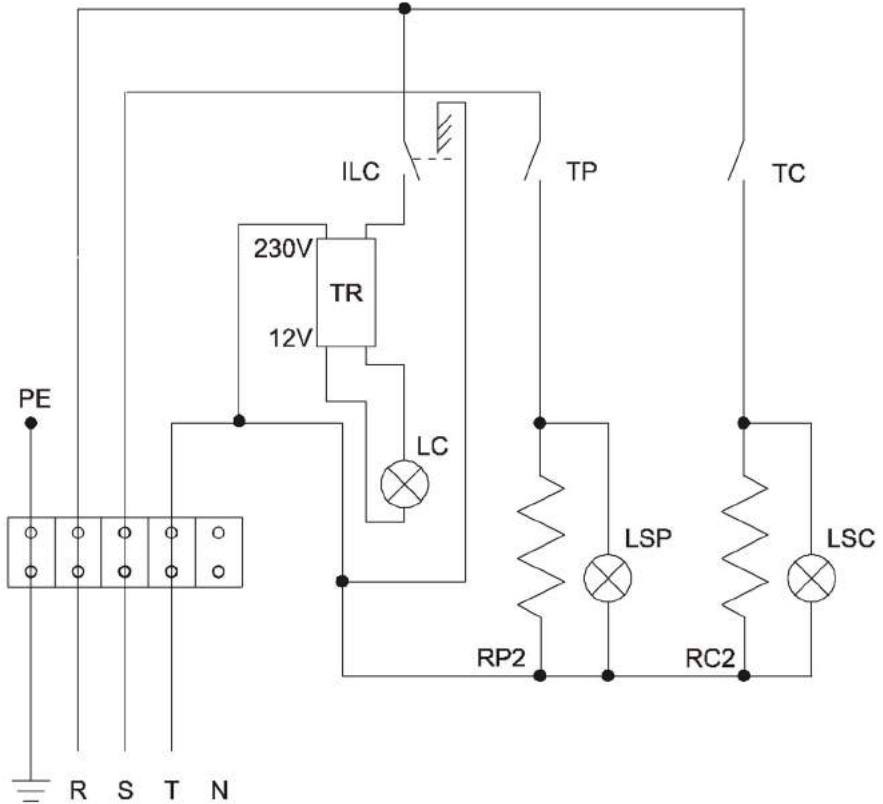 ILC
TP
TC
230V
TR
12V
PE
LC
LSP
LSC
RP2
RC2
R S T N